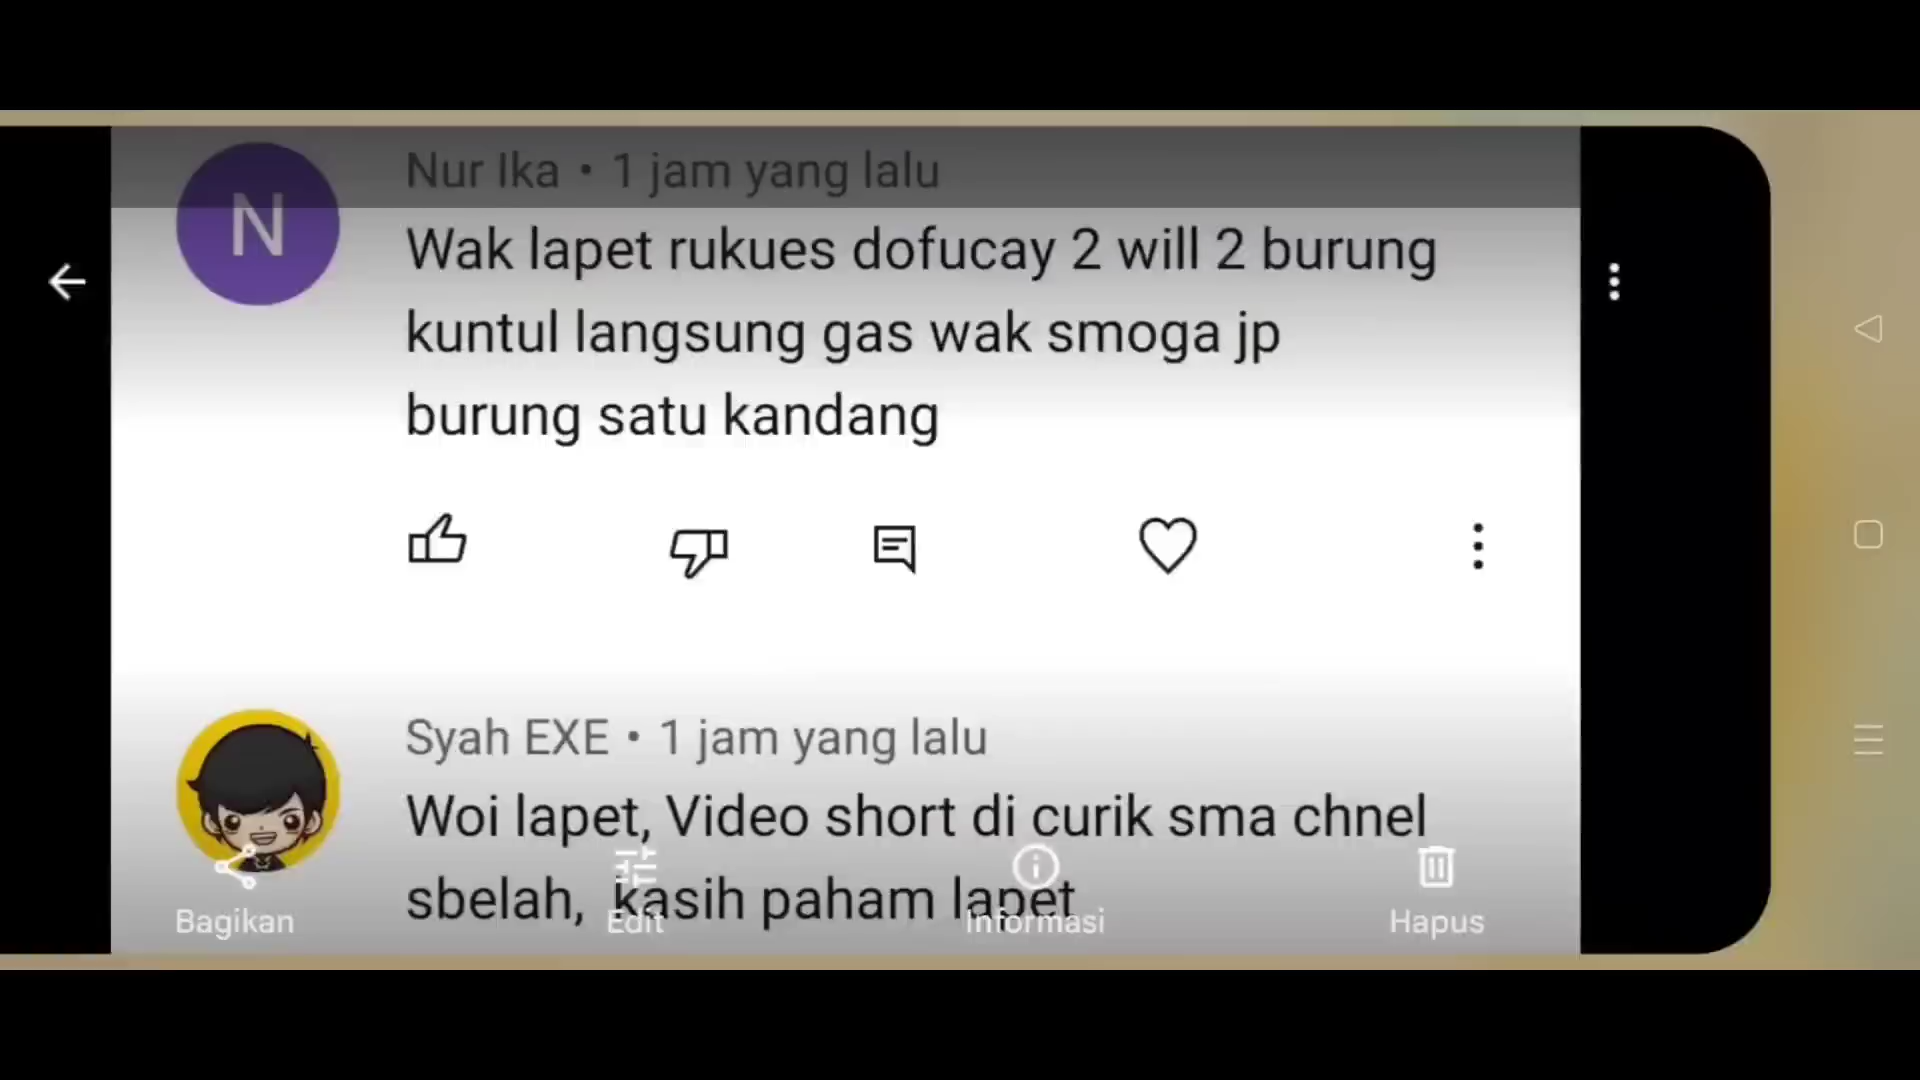 Nur Ika • 1 jam yang lalu
N
Wak lapet rukues dofucay 2 will 2 burung
kuntul langsung gas wak smoga jp
burung satu kandang
Syah EXE • 1 jam yang lalu
Woi lapet, Video short di curik sma chnel
sbelah, kasih paham lapet
Bagikan
Edit
Informasi
Hapus